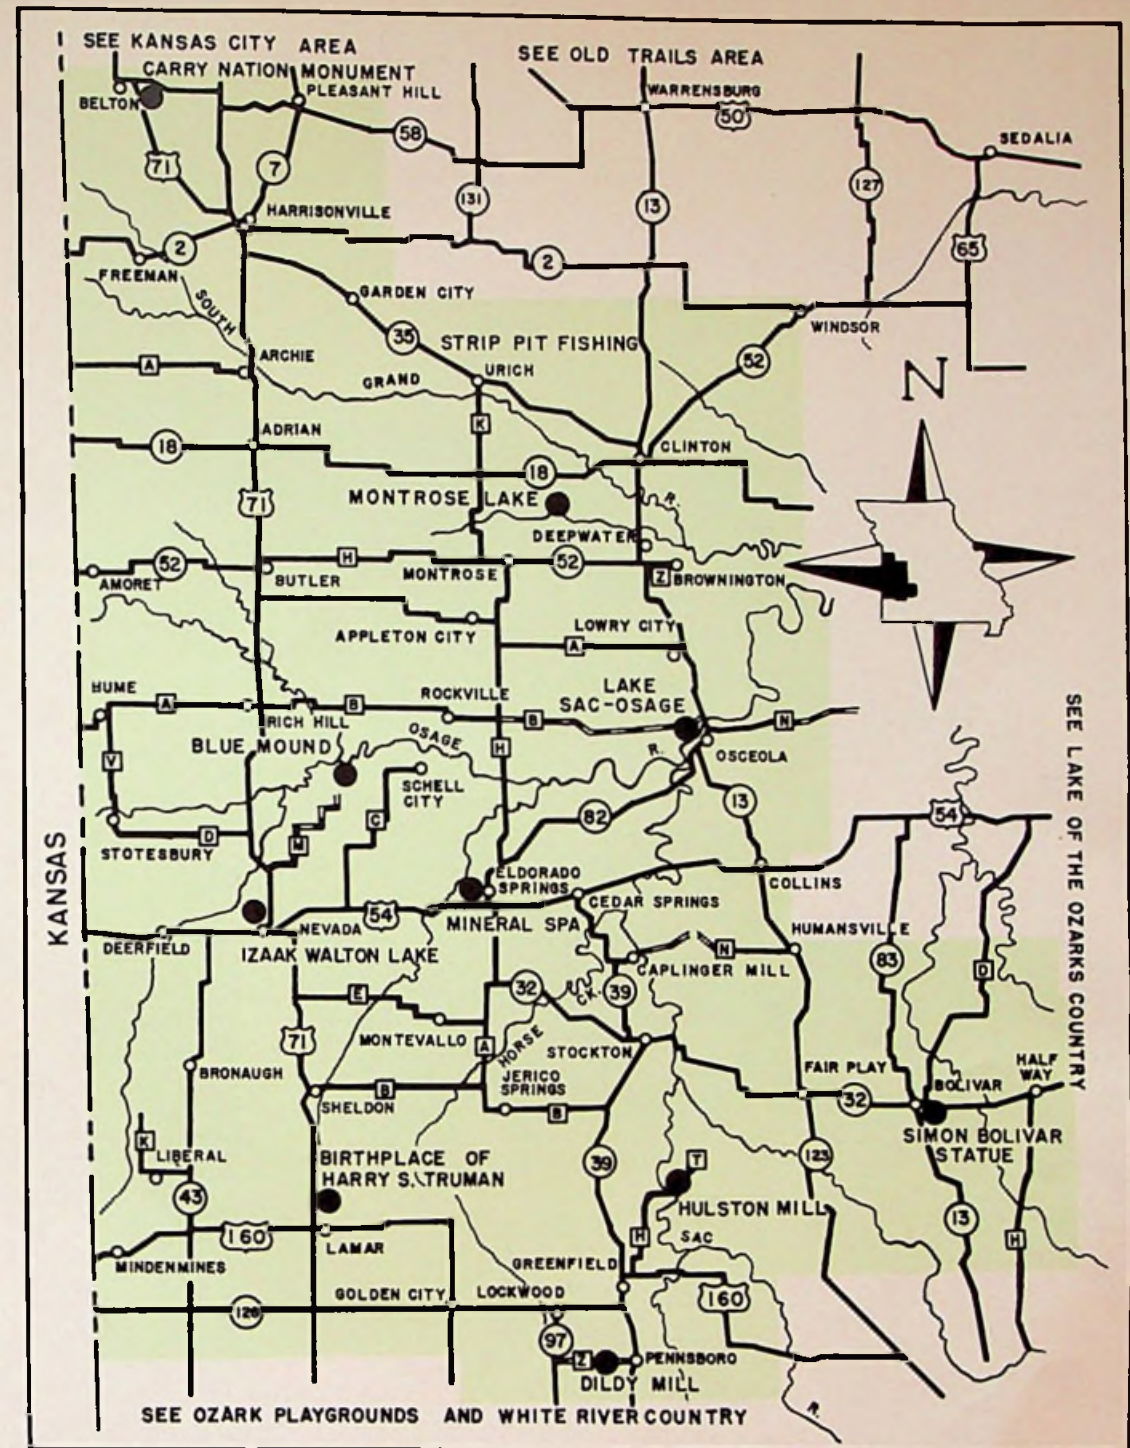 SEE KANSAS CITY AREA
SEE OLD TRAILS AREA
CARRY NATION MONUMENT
BELTON
PLEASANT HILL
WARRENSBURG
50
58
SEDALIA
71
7
131
13
127
HARRISONVILLE
65
2
2
FREEMAN
SOUTH
GARDEN CITY
35
STRIP PIT FISHING
WINDSOR
52
ARCHIE
A
GRAND
URICH
N
K
ADRIAN
18
CLINTON
18
71
MONTROSE LAKE
R.
DEEPWATER
52
H
52
AMORET
BUTLER
MONTROSE
Z
BROWNINGTON
APPLETON CITY
LOWRY CITY
A
HUME
A
B
ROCKVILLE
LAKE
SAC-OSAGE
B
N
RICH HILL
BLUE MOUND
OSAGE
R.
OSCEOLA
H
V
SCHELL
CITY
13
82
C
54
D
M
STOTESBURY
SEE LAKE OF THE OZARKS COUNTRY
KANSAS
ELDORADO
SPRINGS
COLLINS
CEDAR SPRINGS
54
MINERAL SPA
NEVADA
DEERFIELD
IZAAK WALTON LAKE
HUMANSVILLE
N
CAPLINGER MILL
83
D
32
39
CK.
E
MONTEVALLO
71
A
HORSE
STOCKTON
BRONAUGH
JERICO
SPRINGS
FAIR PLAY
HALF
WAY
B
SHELDON
B
32
BOLIVAR
SIMON BOLIVAR
STATUE
K
LIBERAL
BIRTHPLACE OF
HARRY S. TRUMAN
39
T
123
43
HULSTON MILL
13
160
LAMAR
H
SAC
H
MINDENMINES
GREENFIELD
GOLDEN CITY
LOCKWOOD
160
126
97
Z
PENNSBORO
DILDY MILL
SEE OZARK PLAYGROUNDS AND WHITE RIVER COUNTRY
R.